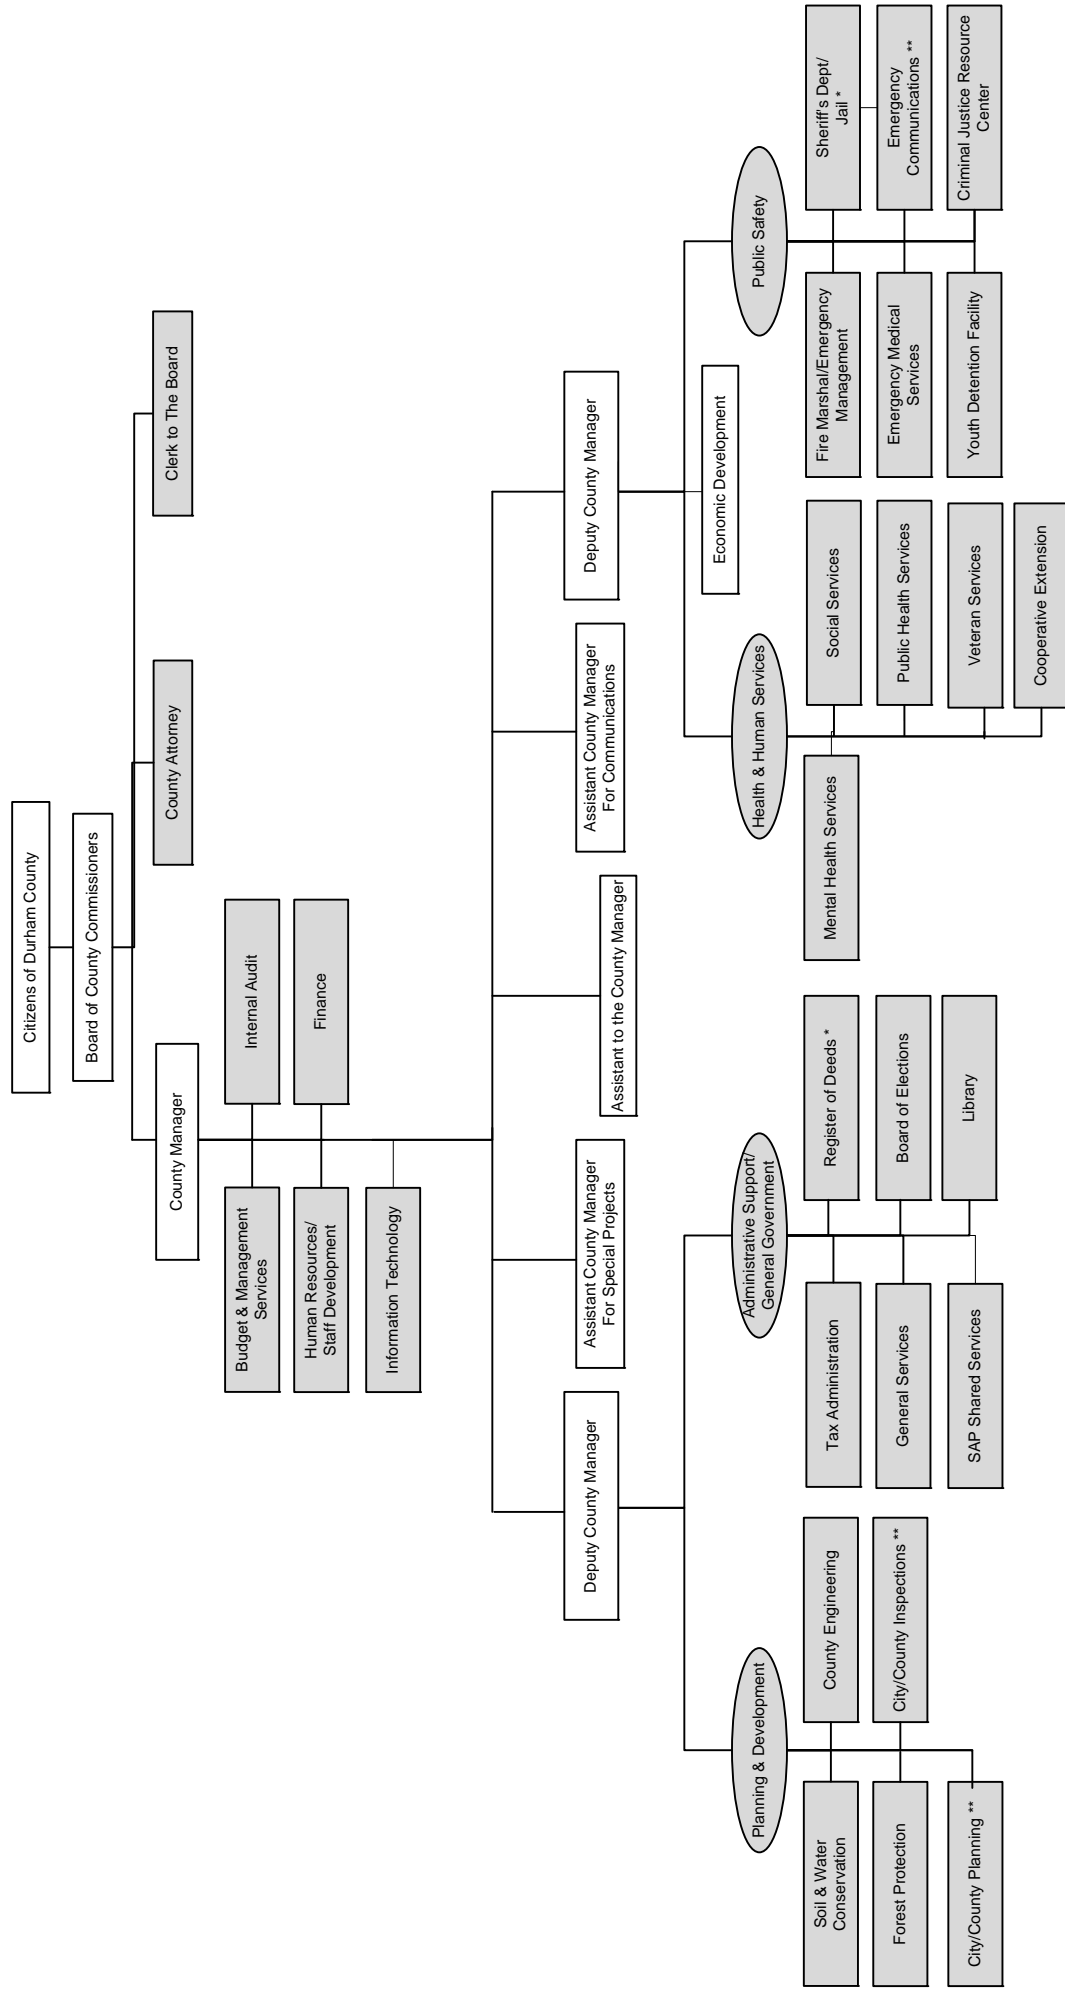 Citizens of Durham County
Board of County Commissioners
County Manager
County Attorney
Clerk to The Board
Budget & Management
Services
Internal Audit
Human Resources/
Staff Development
Finance
Information Technology
Deputy County Manager
Assistant County Manager
For Special Projects
Assistant to the County Manager
Assistant County Manager
For Communications
Deputy County Manager
Economic Development
Planning & Development
Soil & Water
Conservation
County Engineering
Forest Protection
City/County Inspections **
City/County Planning **
Administrative Support/
General Government
Tax Administration
Register of Deeds *
General Services
Board of Elections
SAP Shared Services
Library
Health & Human Services
Mental Health Services
Social Services
Public Health Services
Veteran Services
Cooperative Extension
Public Safety
Fire Marshal/Emergency
Management
Sheriff's Dept/
Jail *
Emergency Medical
Services
Emergency
Communications **
Youth Detention Facility
Criminal Justice Resource
Center